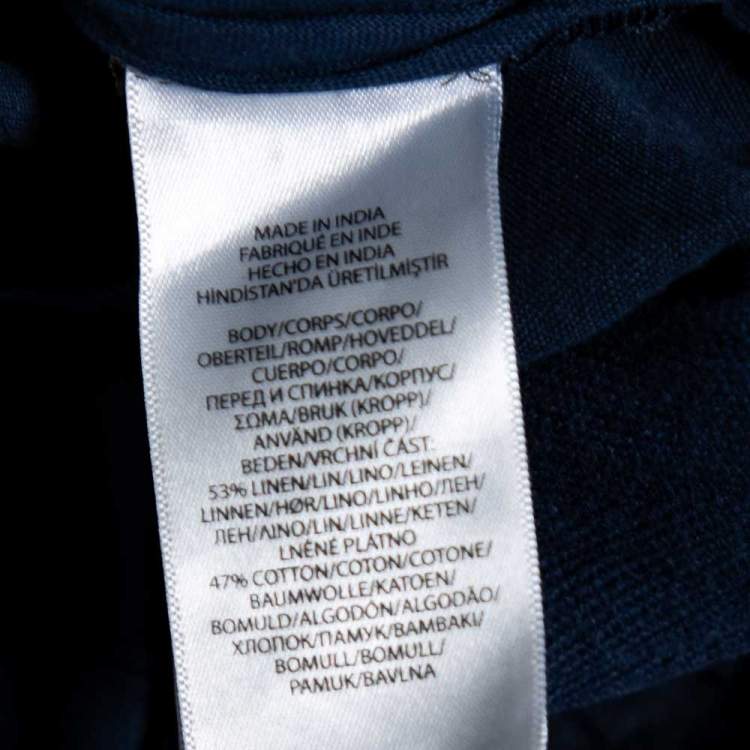 MADE IN INDIA
FABRIQUÉ EN INDE
HECHO EN INDIA
HİNDİSTAN'DA ÜRETİLMİŞTİR
BODY/CORPS/CORPO/
OBERTEIL/ROMP/HOVEDDEL/
CUERPO/CORPO/
ПЕРЕД И СПИНКА/КОРПУС/
ΣΩΜΑ/BRUK (KROPP)/
ANVÄND (KROPP)/
BEDEN/VRCHNÍ ČÁST:
53% LINEN/LIN/LINO/LEINEN/
LINNEN/HØR/LINO/LINHO/ЛЕН/
ЛЕН/ΛΙΝΟ/LIN/LINNE/KETEN/
LNĚNÉ PLÁTNO
47% COTTON/COTON/COTONE/
BAUMWOLLE/KATOEN/
BOMULD/ALGODÓN/ALGODÃO/
ХЛОПОК/ПАМУК/ΒΑΜΒΑΚΙ/
BOMULL/BOMULL/
PAMUK/BAVLNA